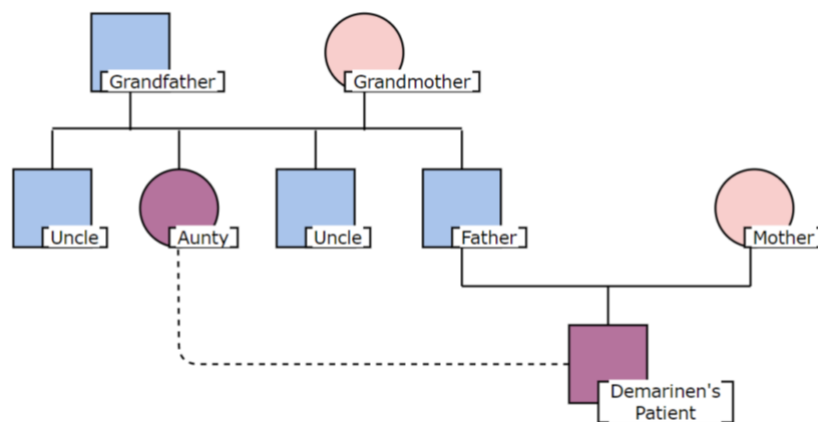 Grandfather
Grandmother
Uncle
Aunty
Uncle
Father
Mother
Demarinen's
Patient